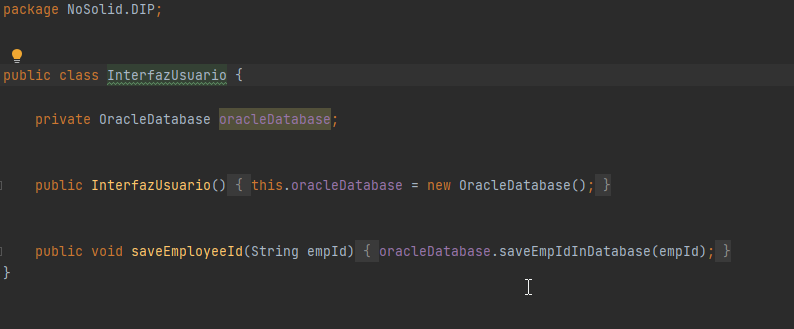 package NoSolid.DIP;
public class InterfazUsuario {
private OracleDatabase oracleDatabase;
public InterfazUsuario() { this.oracleDatabase = new OracleDatabase(); }
public void saveEmployeeId(String empId) { oracleDatabase.saveEmpIdInDatabase(empId); }
}